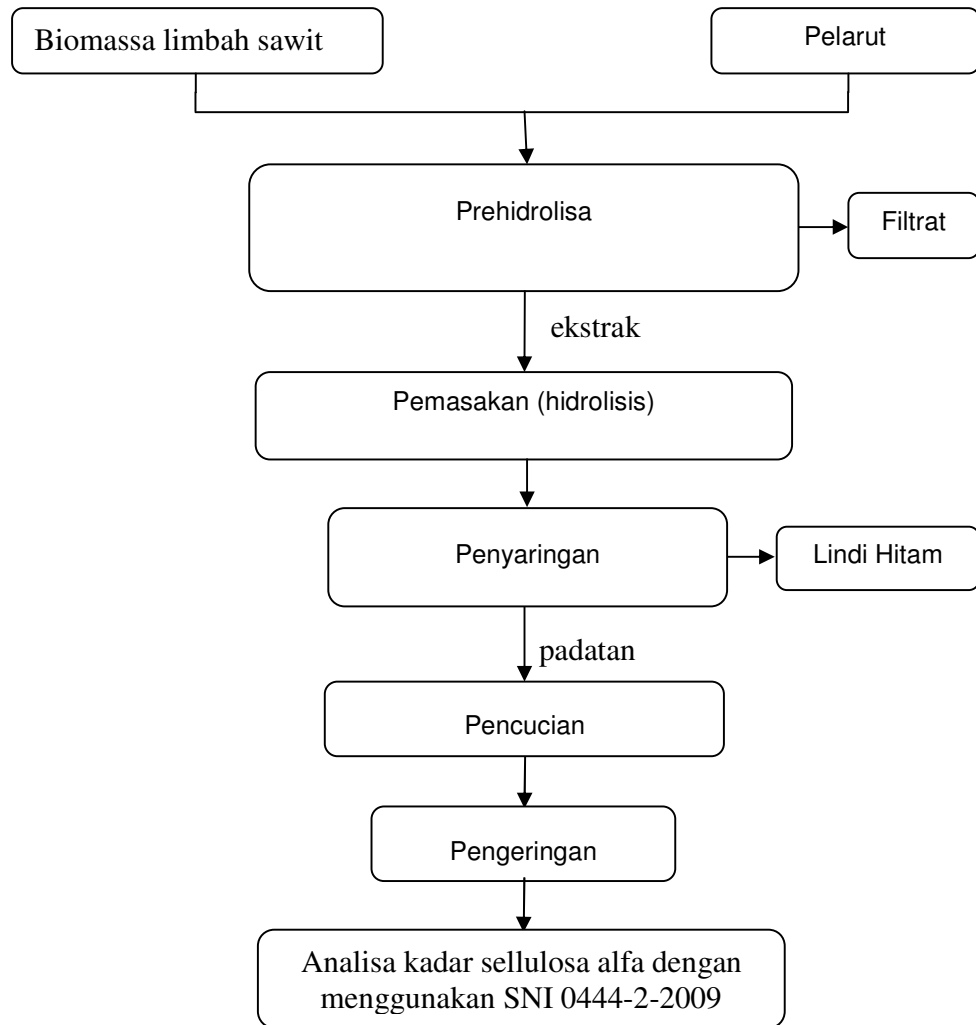 Biomassa limbah sawit
Pelarut
Prehidrolisa
Filtrat
ekstrak
Pemasakan (hidrolisis)
Penyaringan
Lindi Hitam
padatan
Pencucian
Pengeringan
Analisa kadar sellulosa alfa dengan
menggunakan SNI 0444-2-2009